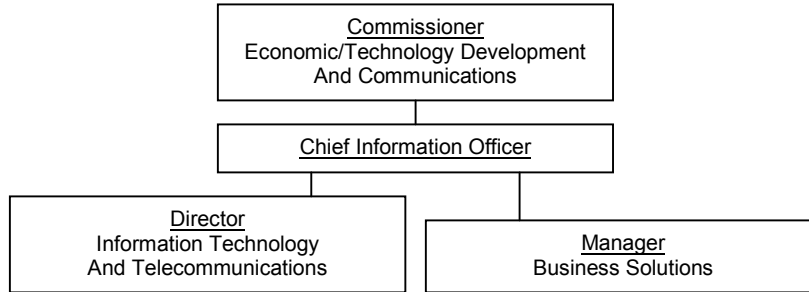 Commissioner
Economic/Technology Development
And Communications
Chief Information Officer
Director
Information Technology
And Telecommunications
Manager
Business Solutions